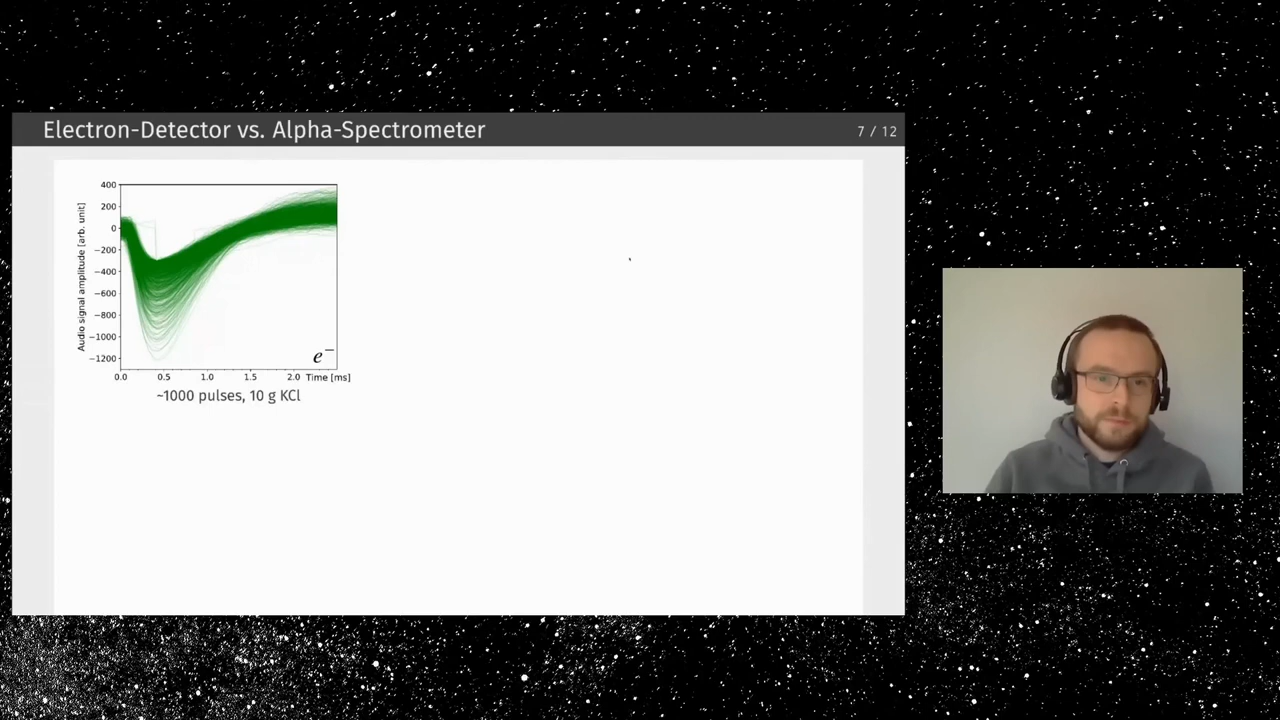 Electron-Detector vs. Alpha-Spectrometer
7 / 12
400
200
0
−200
−400
−600
−800
−1000
−1200
Audio signal amplitude [arb. unit]
e−
0.0 0.5 1.0 1.5 2.0 Time [ms]
~1000 pulses, 10 g KCl